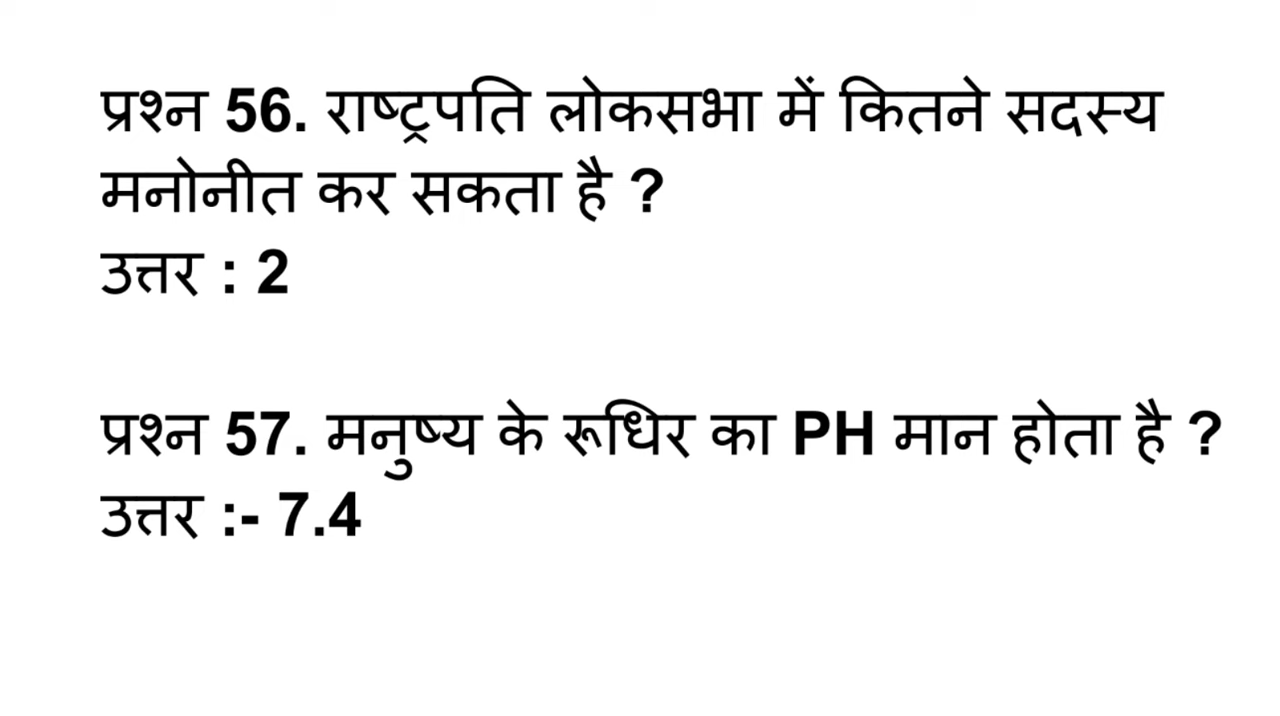 प्रश्न 56. राष्ट्रपति लोकसभा में कितने सदस्य
मनोनीत कर सकता है ?
उत्तर : 2
प्रश्न 57. मनुष्य के रूधिर का PH मान होता है ?
उत्तर :- 7.4